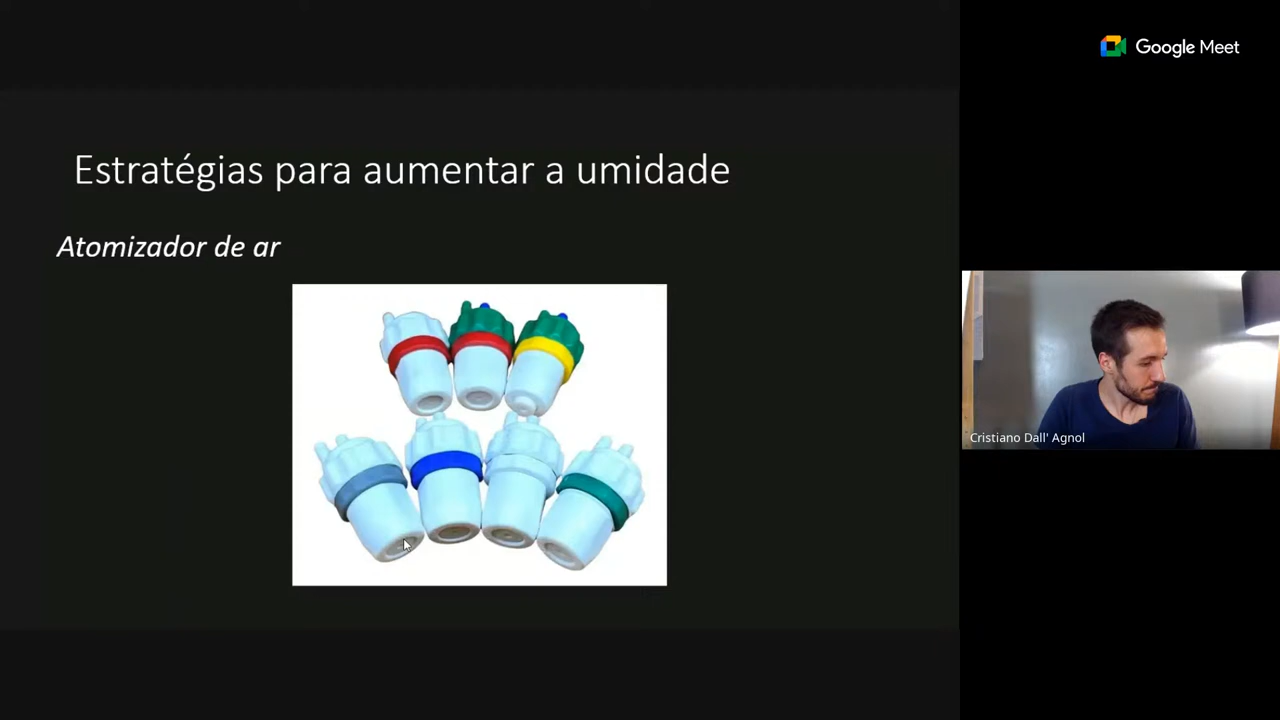 Google Meet
Estratégias para aumentar a umidade
Atomizador de ar
Cristiano Dall' Agnol